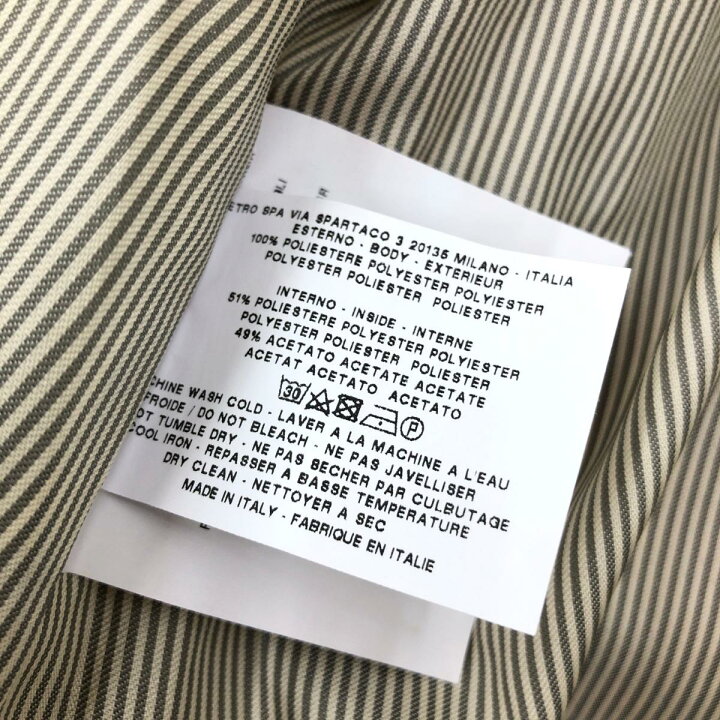 ETRO SPA VIA SPARTACO 3 20135 MILANO - ITALIA
ESTERNO - BODY - EXTERIEUR
100% POLIESTERE POLYESTER POLYIESTER
POLYESTER POLIESTER POLIESTER
INTERNO - INSIDE - INTERNE
51% POLIESTERE POLYESTER POLYIESTER
POLYESTER POLIESTER POLIESTER
49% ACETATO ACETATE ACETATE
ACETAT ACETATO ACETATO
30 P
CHINE WASH COLD - LAVER A LA MACHINE A L'EAU
FROIDE / DO NOT BLEACH - NE PAS JAVELLISER
OT TUMBLE DRY - NE PAS SECHER PAR CULBUTAGE
COOL IRON - REPASSER A BASSE TEMPERATURE
DRY CLEAN - NETTOYER A SEC
MADE IN ITALY - FABRIQUE EN ITALIE